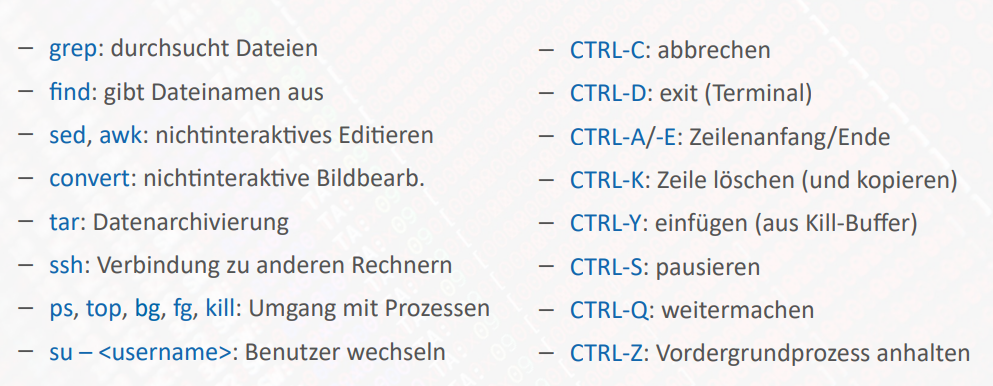 – grep: durchsucht Dateien
– find: gibt Dateinamen aus
– sed, awk: nichtinteraktives Editieren
– convert: nichtinteraktive Bildbearb.
– tar: Datenarchivierung
– ssh: Verbindung zu anderen Rechnern
– ps, top, bg, fg, kill: Umgang mit Prozessen
– su – <username>: Benutzer wechseln
– CTRL-C: abbrechen
– CTRL-D: exit (Terminal)
– CTRL-A/-E: Zeilenanfang/Ende
– CTRL-K: Zeile löschen (und kopieren)
– CTRL-Y: einfügen (aus Kill-Buffer)
– CTRL-S: pausieren
– CTRL-Q: weitermachen
– CTRL-Z: Vordergrundprozess anhalten